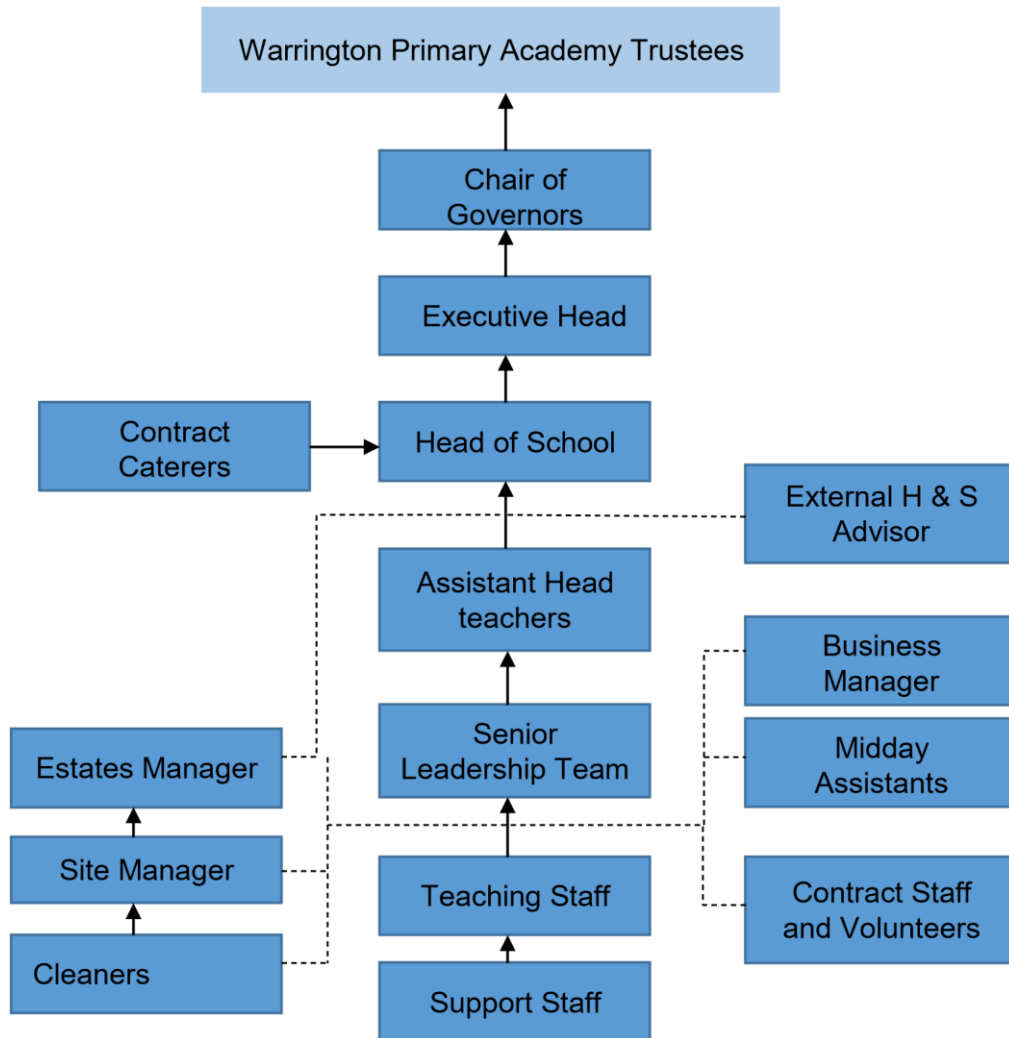 Warrington Primary Academy Trustees
Chair of
Governors
Executive Head
Contract
Caterers
Head of School
External H & S
Advisor
Assistant Head
teachers
Business
Manager
Senior
Leadership Team
Estates Manager
Midday
Assistants
Site Manager
Teaching Staff
Contract Staff
and Volunteers
Cleaners
Support Staff